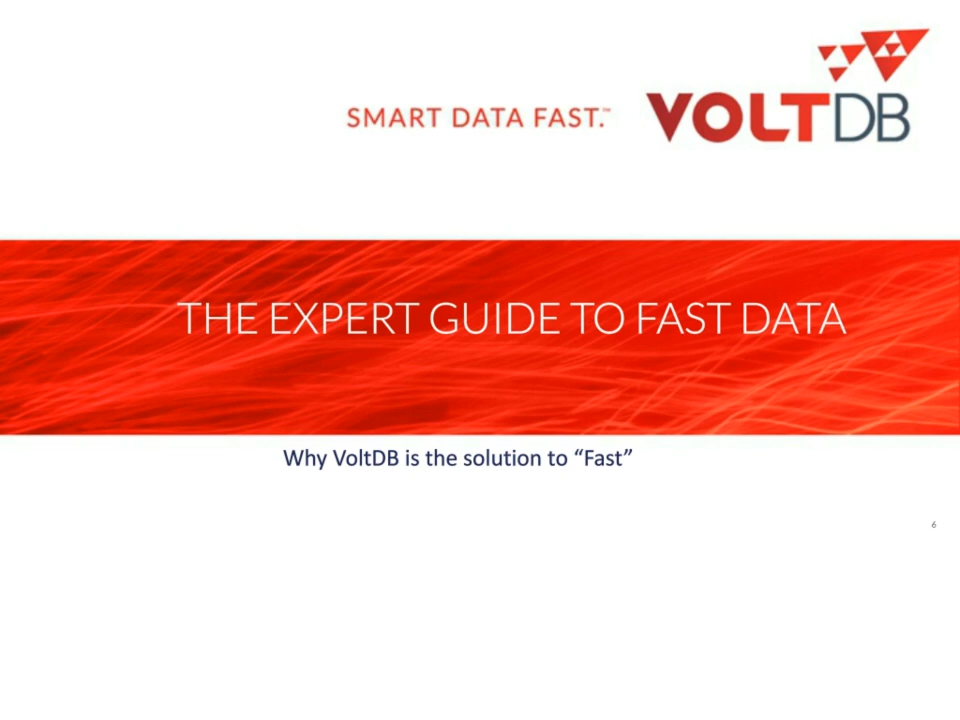 SMART DATA FAST.™
VOLTDB
THE EXPERT GUIDE TO FAST DATA
Why VoltDB is the solution to “Fast”
6